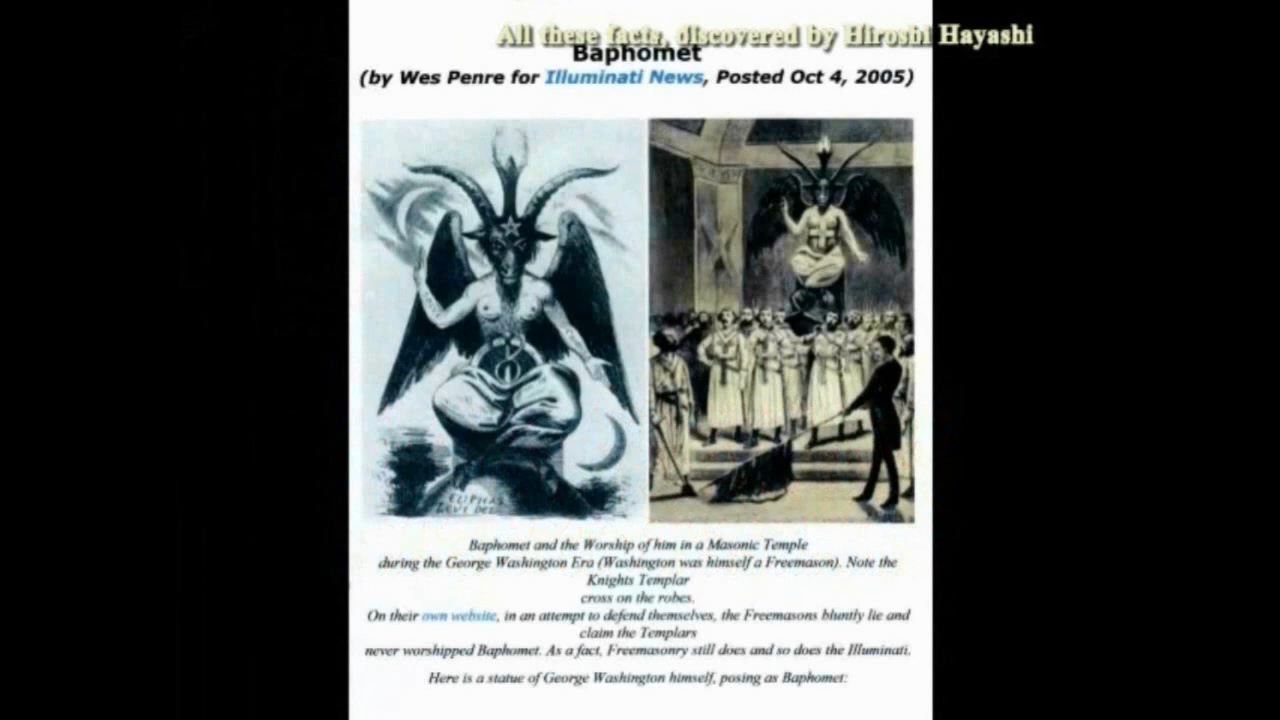 All these facts, discovered by Hiroshi Hayashi
Baphomet
(by Wes Penre for Illuminati News, Posted Oct 4, 2005)
ELIPHAS
LEVI DEL
Baphomet and the Worship of him in a Masonic Temple
during the George Washington Era (Washington was himself a Freemason). Note the
Knights Templar
cross on the robes.
On their own website, in an attempt to defend themselves, the Freemasons bluntly lie and
claim the Templars
never worshipped Baphomet. As a fact, Freemasonry still does and so does the Illuminati.
Here is a statue of George Washington himself, posing as Baphomet: